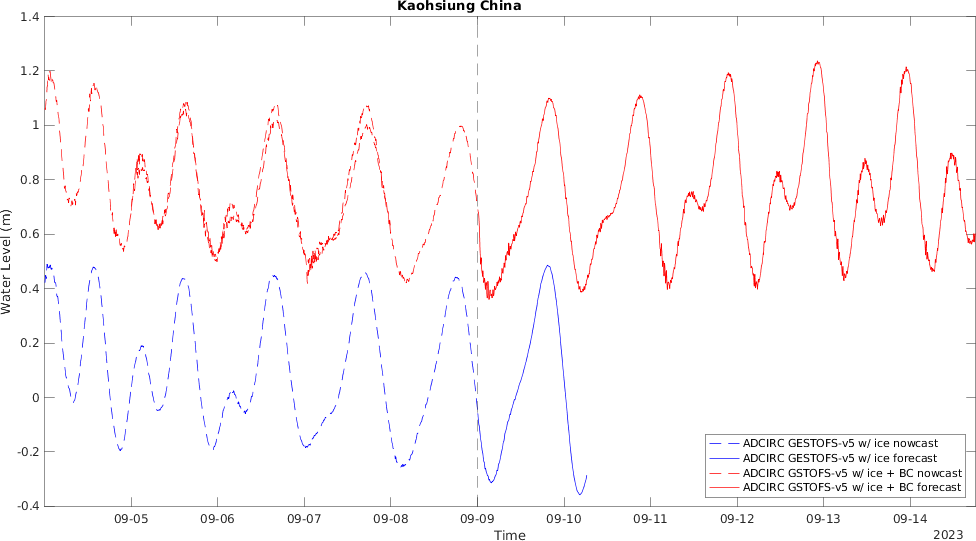 Kaohsiung China
Water Level (m)
1.4
1.2
1
0.8
0.6
0.4
0.2
0
-0.2
-0.4
ADCIRC GESTOFS-v5 w/ ice nowcast
ADCIRC GESTOFS-v5 w/ ice forecast
ADCIRC GSTOFS-v5 w/ ice + BC nowcast
ADCIRC GSTOFS-v5 w/ ice + BC forecast
09-05 09-06 09-07 09-08 09-09 09-10 09-11 09-12 09-13 09-14
Time
2023